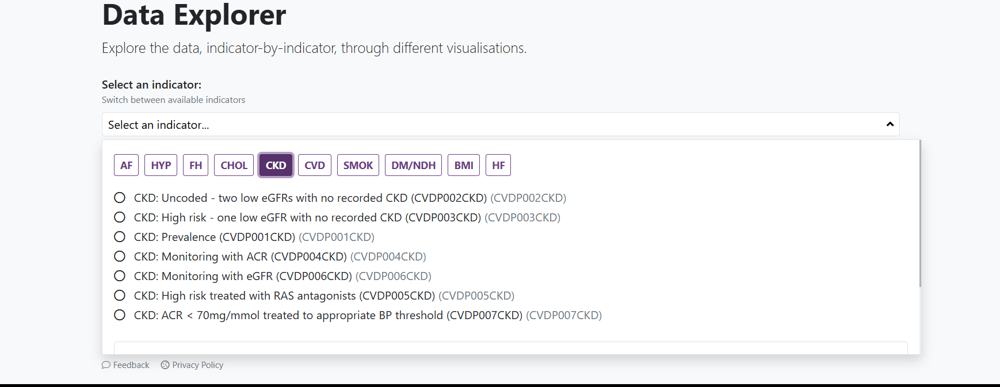 Data Explorer
Explore the data, indicator-by-indicator, through different visualisations.
Select an indicator:
Switch between available indicators
Select an indicator...
AF HYP FH CHOL CKD CVD SMOK DM/NDH BMI HF
CKD: Uncoded - two low eGFRs with no recorded CKD (CVDP002CKD) (CVDP002CKD)
CKD: High risk - one low eGFR with no recorded CKD (CVDP003CKD) (CVDP003CKD)
CKD: Prevalence (CVDP001CKD) (CVDP001CKD)
CKD: Monitoring with ACR (CVDP004CKD) (CVDP004CKD)
CKD: Monitoring with eGFR (CVDP006CKD) (CVDP006CKD)
CKD: High risk treated with RAS antagonists (CVDP005CKD) (CVDP005CKD)
CKD: ACR < 70mg/mmol treated to appropriate BP threshold (CVDP007CKD) (CVDP007CKD)
Feedback Privacy Policy